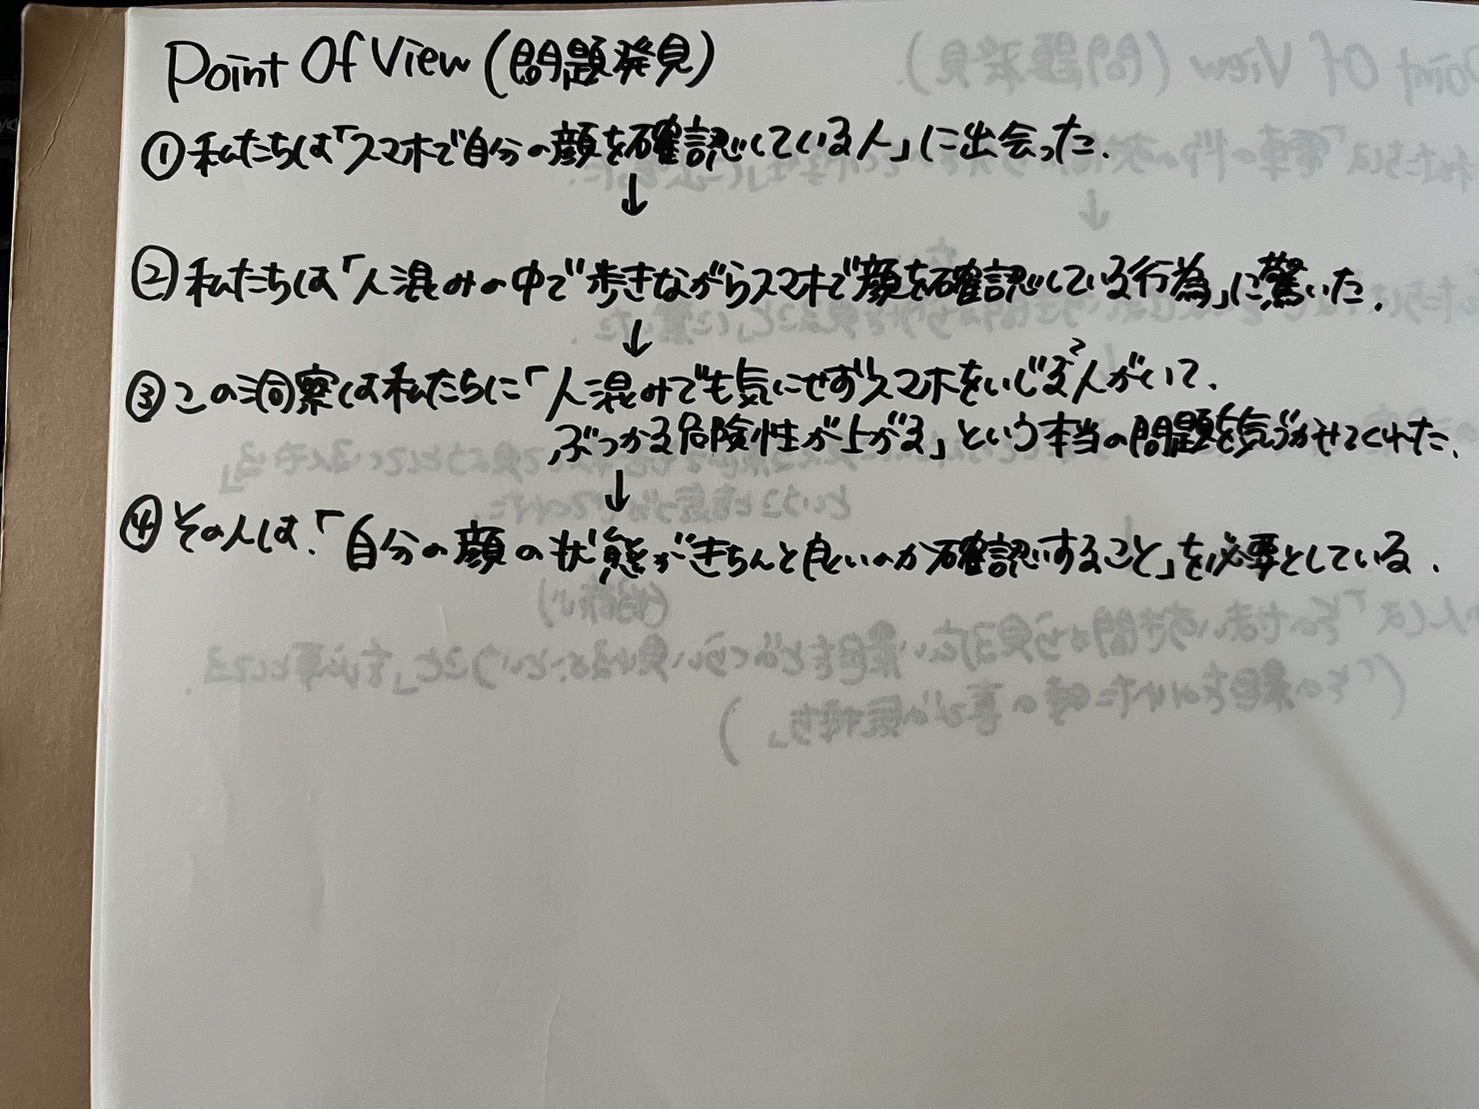 Point Of View (問題発見)
①私たちは「スマホで自分の顔を確認している人」に出会った.
↓
②私たちは「人混みの中で歩きながらスマホで顔を確認している行為」に驚いた.
↓
③この洞察は私たちに「人混みでも気にせずスマホをいじる人がいて、
ぶつかる危険性が上がる」という本当の問題を気づかせてくれた.
↓
④その人は、「自分の顔の状態がきちんと良いのか確認すること」を必要としている.